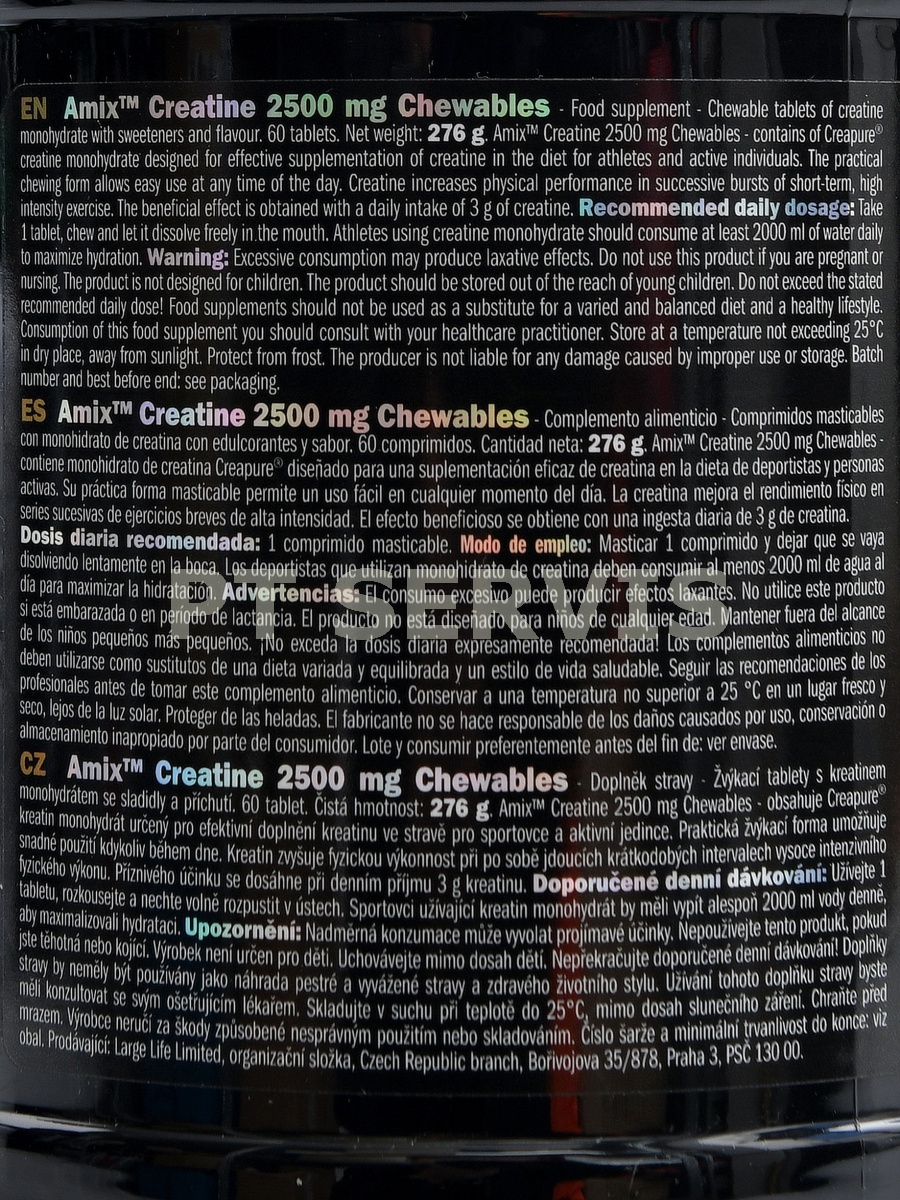 EN Amix™ Creatine 2500 mg Chewables - Food supplement - Chewable tablets of creatine
monohydrate with sweeteners and flavour. 60 tablets. Net weight: 276 g. Amix™ Creatine 2500 mg Chewables - contains of Creapure®
creatine monohydrate designed for effective supplementation of creatine in the diet for athletes and active individuals. The practical
chewing form allows easy use at any time of the day. Creatine increases physical performance in successive bursts of short-term, high
intensity exercise. The beneficial effect is obtained with a daily intake of 3 g of creatine. Recommended daily dosage: Take
1 tablet, chew and let it dissolve freely in the mouth. Athletes using creatine monohydrate should consume at least 2000 ml of water daily
to maximize hydration. Warning: Excessive consumption may produce laxative effects. Do not use this product if you are pregnant or
nursing. The product is not designed for children. The product should be stored out of the reach of young children. Do not exceed the stated
recommended daily dose! Food supplements should not be used as a substitute for a varied and balanced diet and a healthy lifestyle.
Consumption of this food supplement you should consult with your healthcare practitioner. Store at a temperature not exceeding 25°C
in dry place, away from sunlight. Protect from frost. The producer is not liable for any damage caused by improper use or storage. Batch
number and best before end: see packaging.
ES Amix™ Creatine 2500 mg Chewables - Complemento alimenticio - Comprimidos masticables
con monohidrato de creatina con edulcorantes y sabor. 60 comprimidos. Cantidad neta: 276 g. Amix™ Creatine 2500 mg Chewables -
contiene monohidrato de creatina Creapure® diseñado para una suplementación eficaz de creatina en la dieta de deportistas y personas
activas. Su práctica forma masticable permite un uso fácil en cualquier momento del día. La creatina mejora el rendimiento físico en
series sucesivas de ejercicios breves de alta intensidad. El efecto beneficioso se obtiene con una ingesta diaria de 3 g de creatina.
Dosis diaria recomendada: 1 comprimido masticable. Modo de empleo: Masticar 1 comprimido y dejar que se vaya
disolviendo lentamente en la boca. Los deportistas que utilizan monohidrato de creatina deben consumir al menos 2000 ml de agua al
día para maximizar la hidratación. Advertencias: El consumo excesivo puede producir efectos laxantes. No utilice este producto
si está embarazada o en período de lactancia. El producto no está diseñado para niños de cualquier edad. Mantener fuera del alcance
de los niños pequeños más pequeños. ¡No exceda la dosis diaria expresamente recomendada! Los complementos alimenticios no
deben utilizarse como sustitutos de una dieta variada y equilibrada y un estilo de vida saludable. Seguir las recomendaciones de los
profesionales antes de tomar este complemento alimenticio. Conservar a una temperatura no superior a 25 °C en un lugar fresco y
seco, lejos de la luz solar. Proteger de las heladas. El fabricante no se hace responsable de los daños causados por uso, conservación o
almacenamiento inapropiado por parte del consumidor. Lote y consumir preferentemente antes del fin de: ver envase.
PT SERVIS
CZ Amix™ Creatine 2500 mg Chewables - Doplněk stravy - Žvýkací tablety s kreatinem
monohydrátem se sladidly a příchutí. 60 tablet. Čistá hmotnost: 276 g. Amix™ Creatine 2500 mg Chewables - obsahuje Creapure®
kreatin monohydrát určený pro efektivní doplnění kreatinu ve stravě pro sportovce a aktivní jedince. Praktická žvýkací forma umožňuje
snadné použití kdykoliv během dne. Kreatin zvyšuje fyzickou výkonnost při po sobě jdoucích krátkodobých intervalech vysoce intenzivního
fyzického výkonu. Příznivého účinku se dosáhne při denním příjmu 3 g kreatinu. Doporučené denní dávkování: Užívejte 1
tabletu, rozkousejte a nechte volně rozpustit v ústech. Sportovci užívající kreatin monohydrát by měli vypít alespoň 2000 ml vody denně,
aby maximalizovali hydrataci. Upozornění: Nadměrná konzumace může vyvolat projímavé účinky. Nepoužívejte tento produkt, pokud
jste těhotná nebo kojící. Výrobek není určen pro děti. Uchovávejte mimo dosah dětí. Nepřekračujte doporučené denní dávkování! Doplňky
stravy by neměly být používány jako náhrada pestré a vyvážené stravy a zdravého životního stylu. Užívání tohoto doplňku stravy byste
měli konzultovat se svým ošetřujícím lékařem. Skladujte v suchu při teplotě do 25°C, mimo dosah slunečního záření. Chraňte před
mrazem. Výrobce neručí za škody způsobené nesprávným použitím nebo skladováním. Číslo šarže a minimální trvanlivost do konce: viz
obal. Prodávající: Large Life Limited, organizační složka, Czech Republic branch, Bořivojova 35/878, Praha 3, PSČ 130 00.